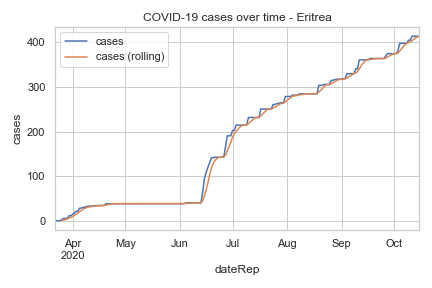 COVID-19 cases over time - Eritrea
cases
cases (rolling)
400
300
200
100
0
cases
Apr
2020
May
Jun
Jul
Aug
Sep
Oct
dateRep